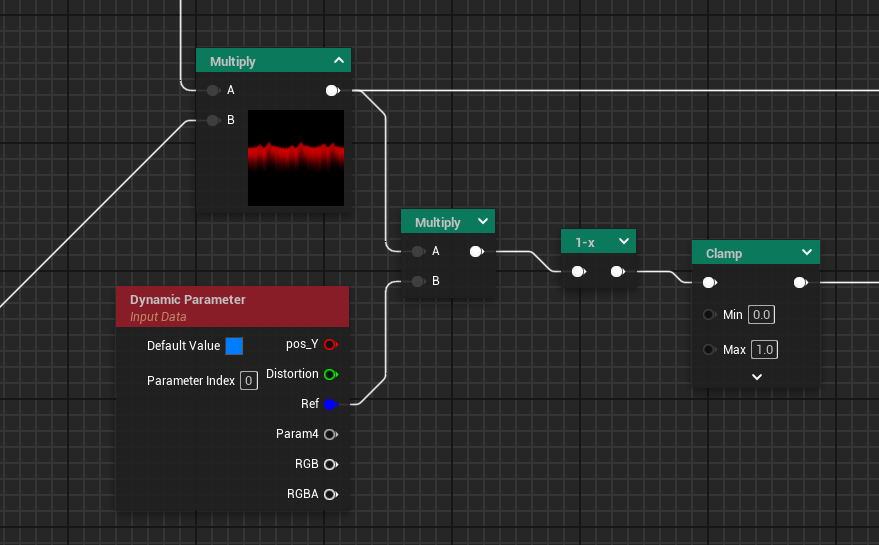 Multiply
A
B
Multiply
A
B
1-x
Clamp
Min 0.0
Max 1.0
Dynamic Parameter
Input Data
Default Value
pos_Y
Parameter Index 0
Distortion
Ref
Param4
RGB
RGBA